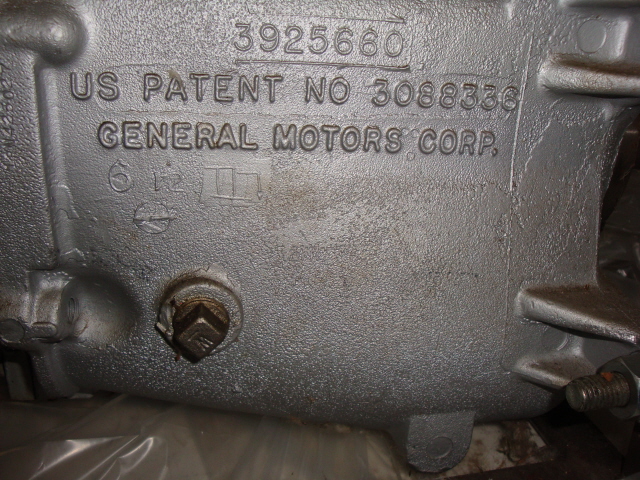 3925660
US PATENT NO 3088336
GENERAL MOTORS CORP.
6 12